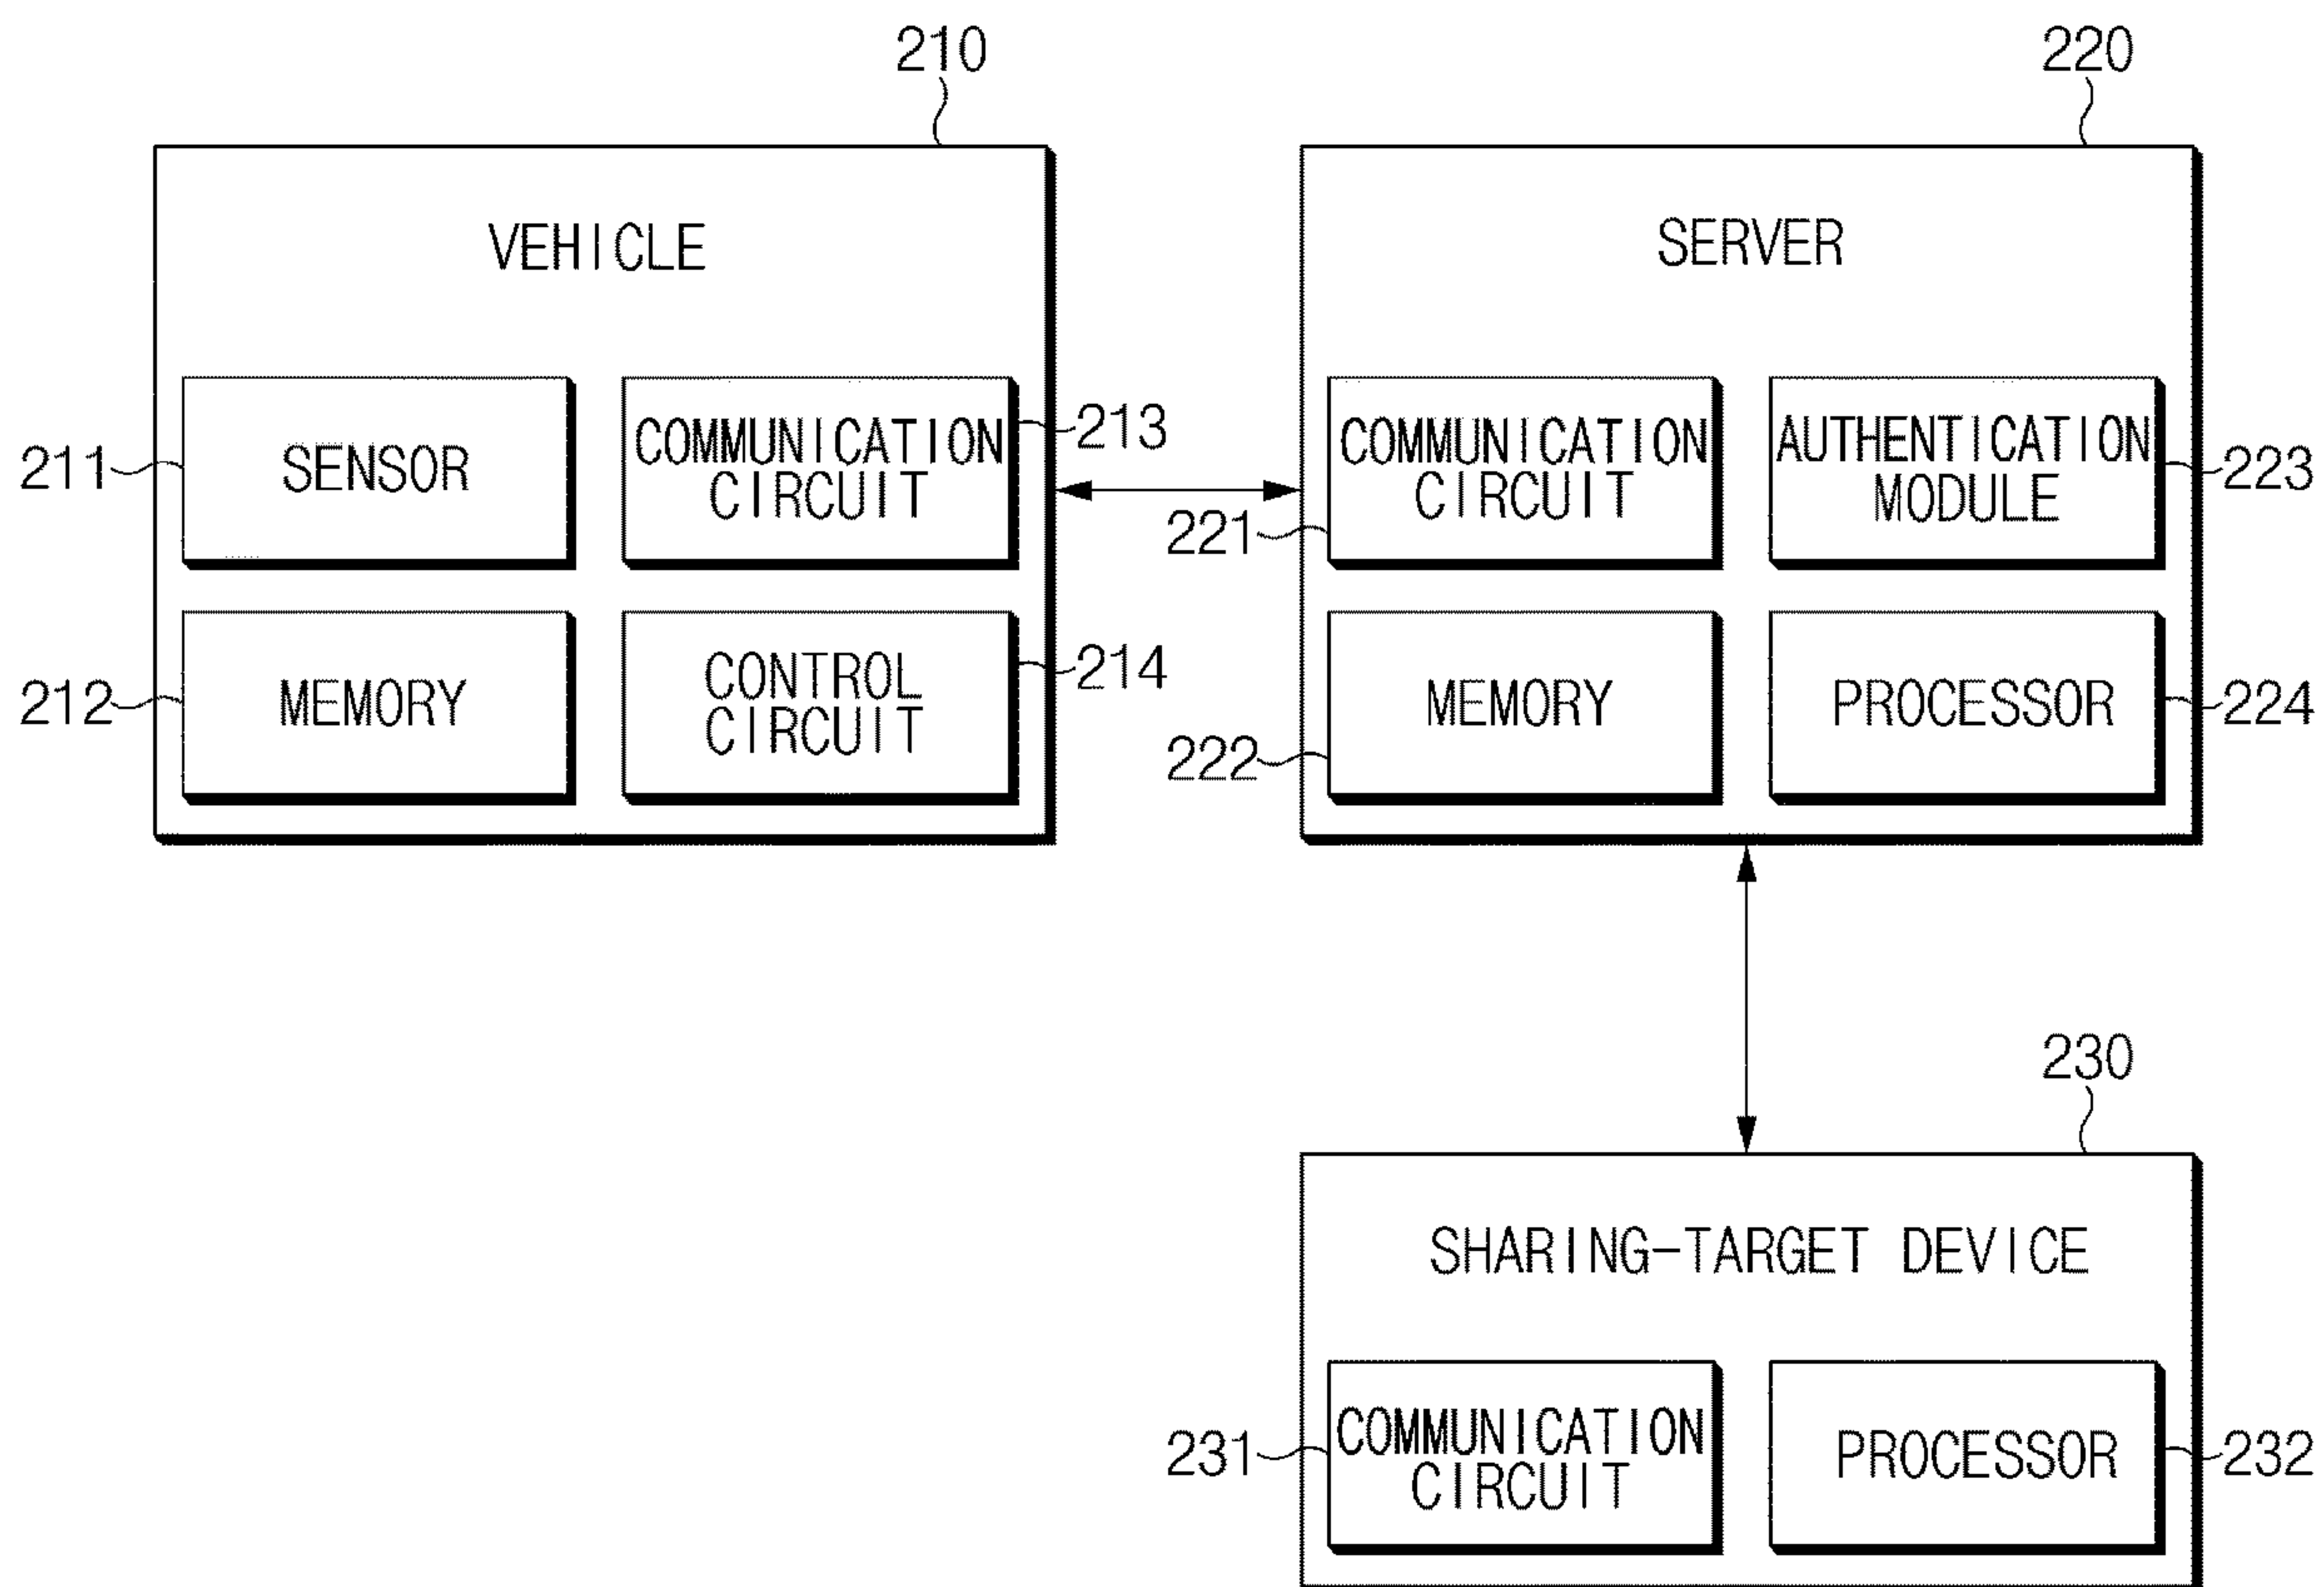 210
220
VEHICLE
SERVER
211
SENSOR
COMMUNICATION
CIRCUIT
213
221
COMMUNICATION
CIRCUIT
AUTHENTICATION
MODULE
223
212
MEMORY
CONTROL
CIRCUIT
214
222
MEMORY
PROCESSOR
224
230
SHARING-TARGET DEVICE
231
COMMUNICATION
CIRCUIT
PROCESSOR
232